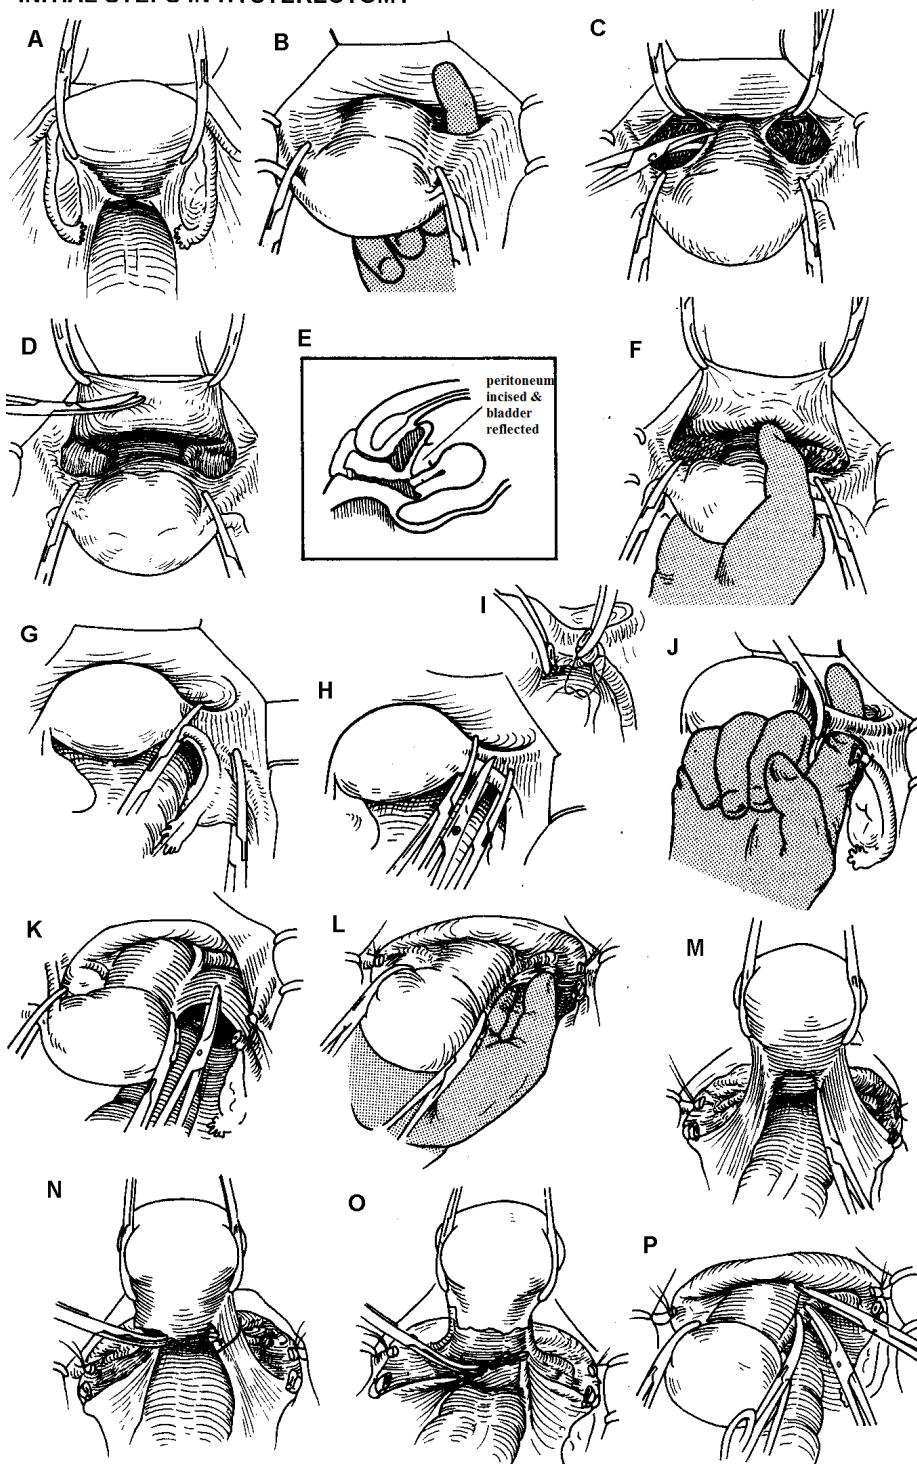 INITIAL STEPS IN HYSTERECTOMY
A
B
C
D
E
peritoneum
incised &
bladder
reflected
F
G
H
I
J
K
L
M
N
O
P